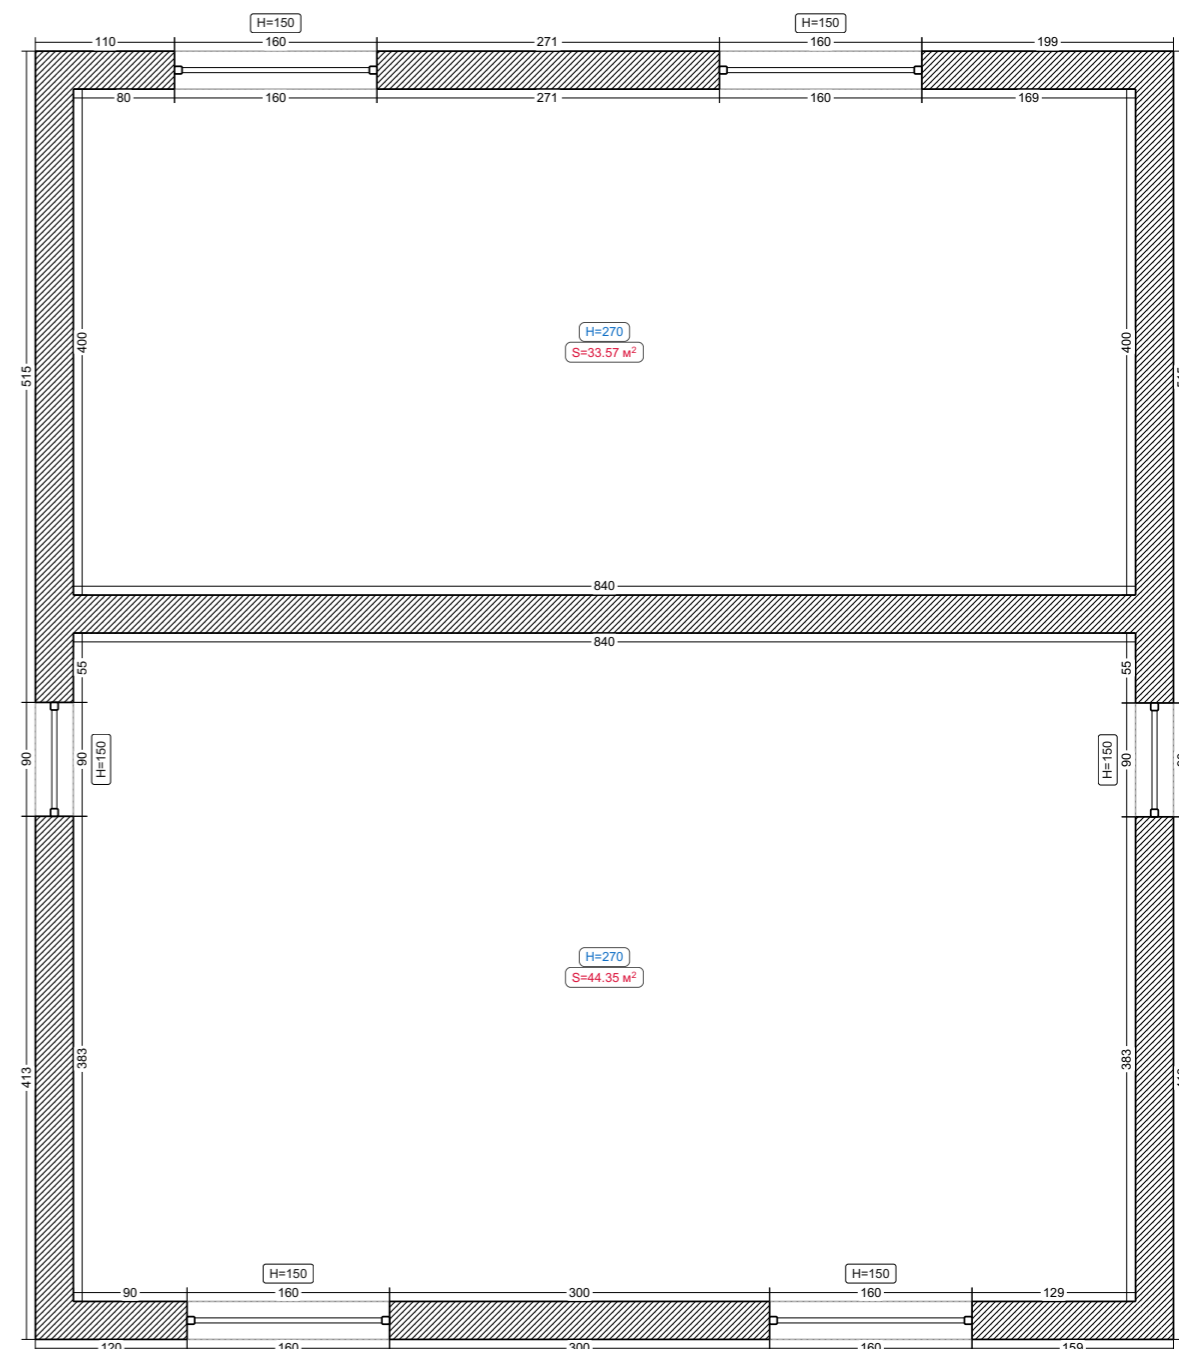 H=150 H=150
110 160 271 160 199
80 160 271 160 169
H=270
400 400
S=33.57 м²
515
840
840
55 55
90 90 H=150 H=150 90
H=270
S=44.35 м²
413 383 383
H=150 H=150
90 160 300 160 129
120 160 300 160 159